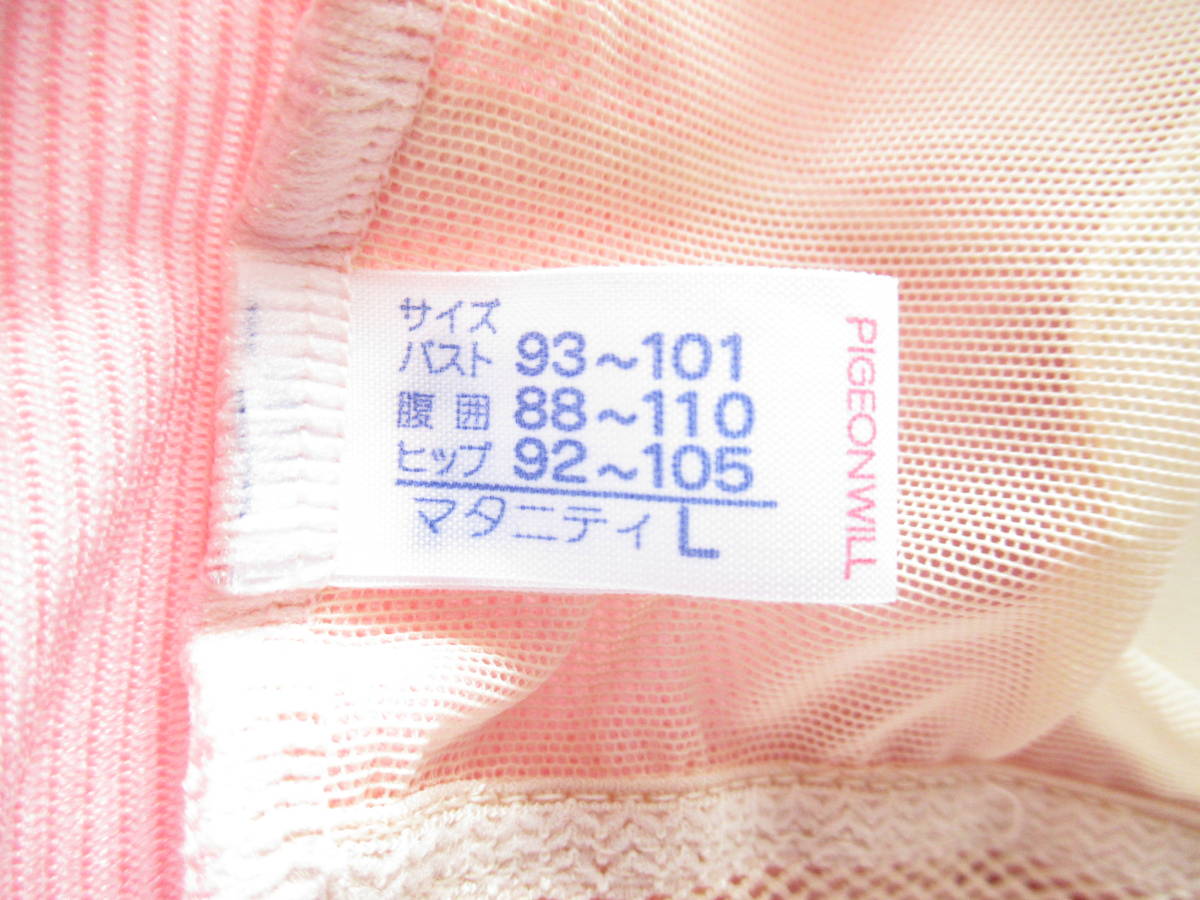 サイズ
バスト 93~101
腹囲 88~110
ヒップ 92~105
マタニティ L
PIGEONWILL